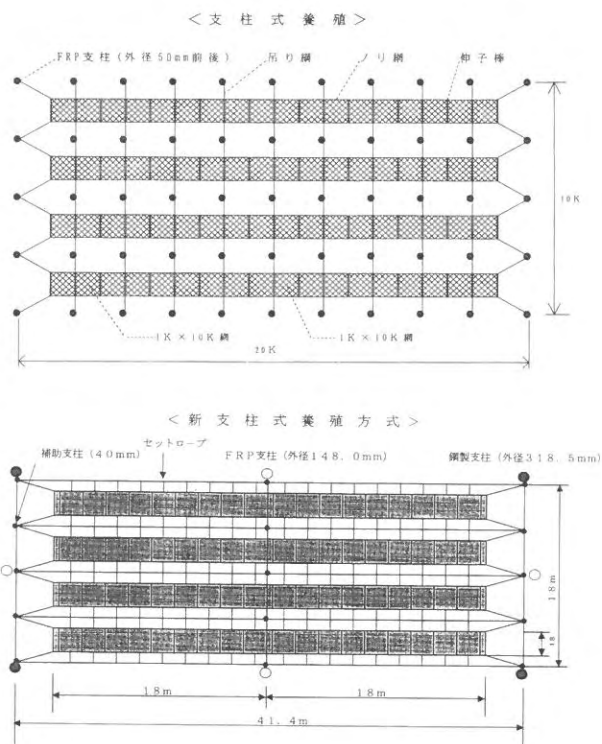 ＜支柱式養殖＞
FRP支柱（外径50mm前後）　吊り綱　ノリ網　伸子棒
10K
1K×10K網　1K×10K網
20K
＜新支柱式養殖方式＞
補助支柱（40mm）　セットロープ　FRP支柱（外径148.0mm）　鋼製支柱（外径318.5mm）
18m
18m　18m
41.4m